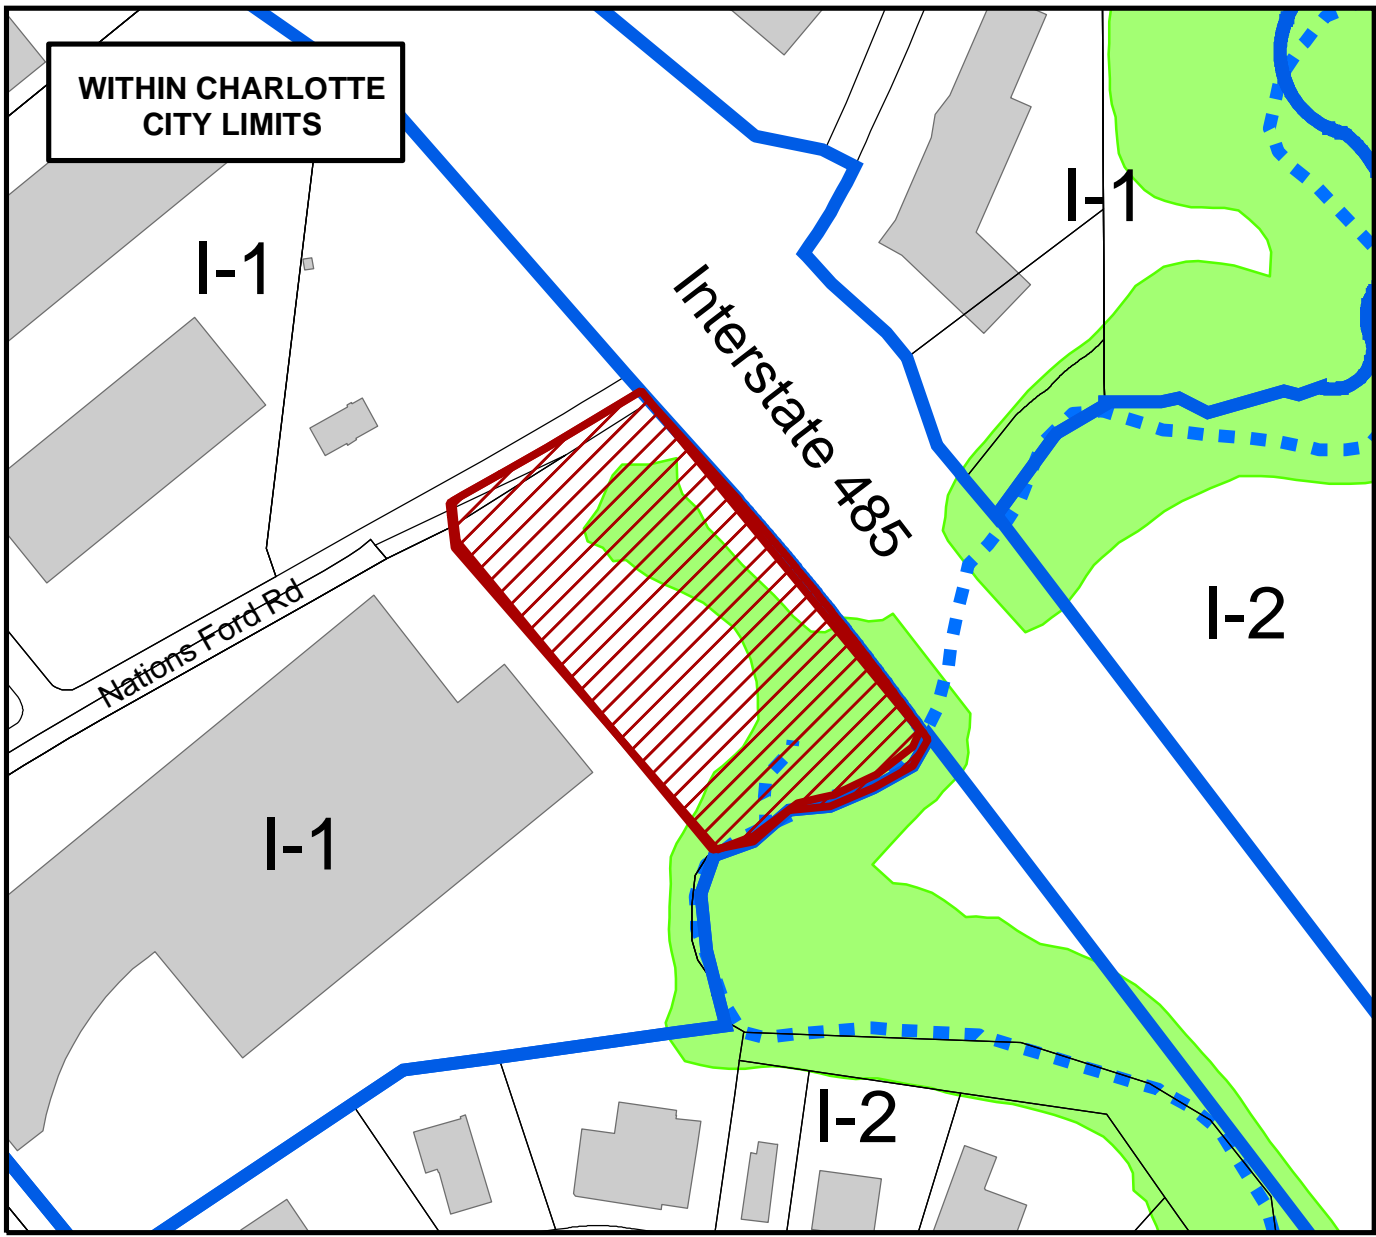 WITHIN CHARLOTTE
CITY LIMITS
I-1
I-1
Interstate 485
I-2
Nations Ford Rd
I-1
I-2